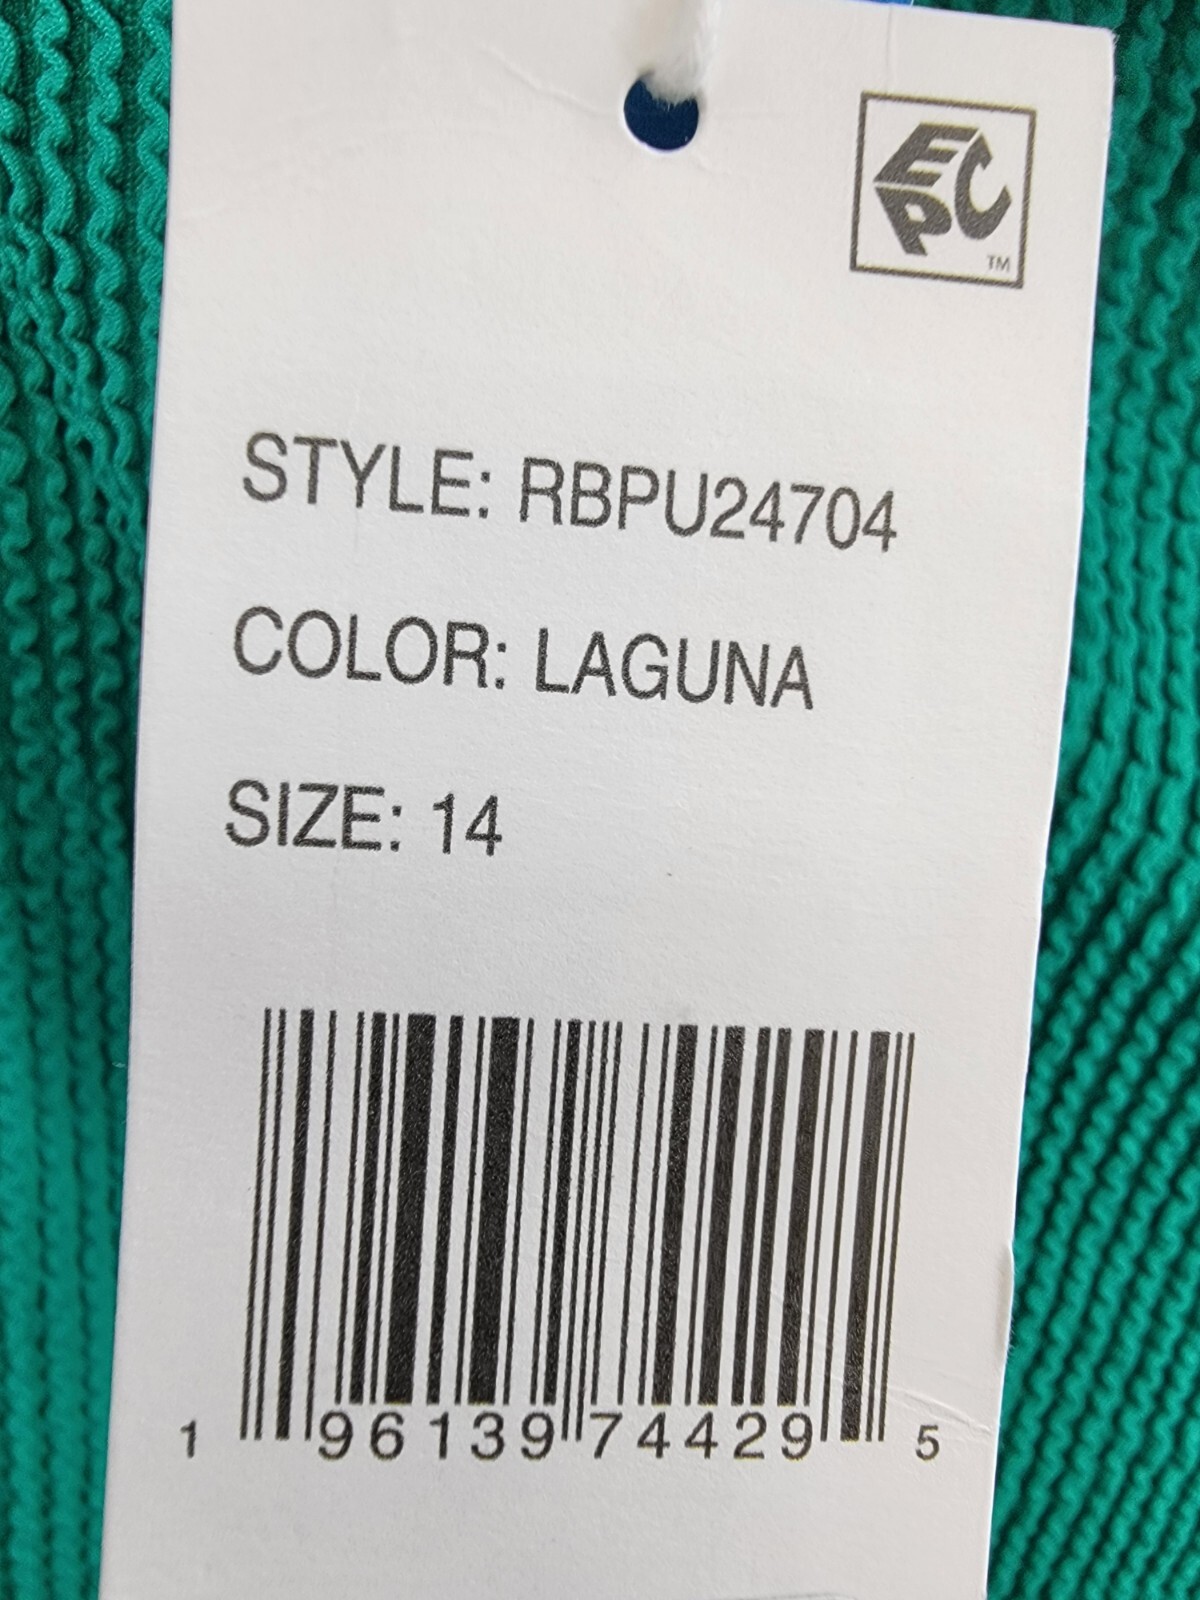 EPC
TM
STYLE: RBPU24704
COLOR: LAGUNA
SIZE: 14
1 96139 74429 5